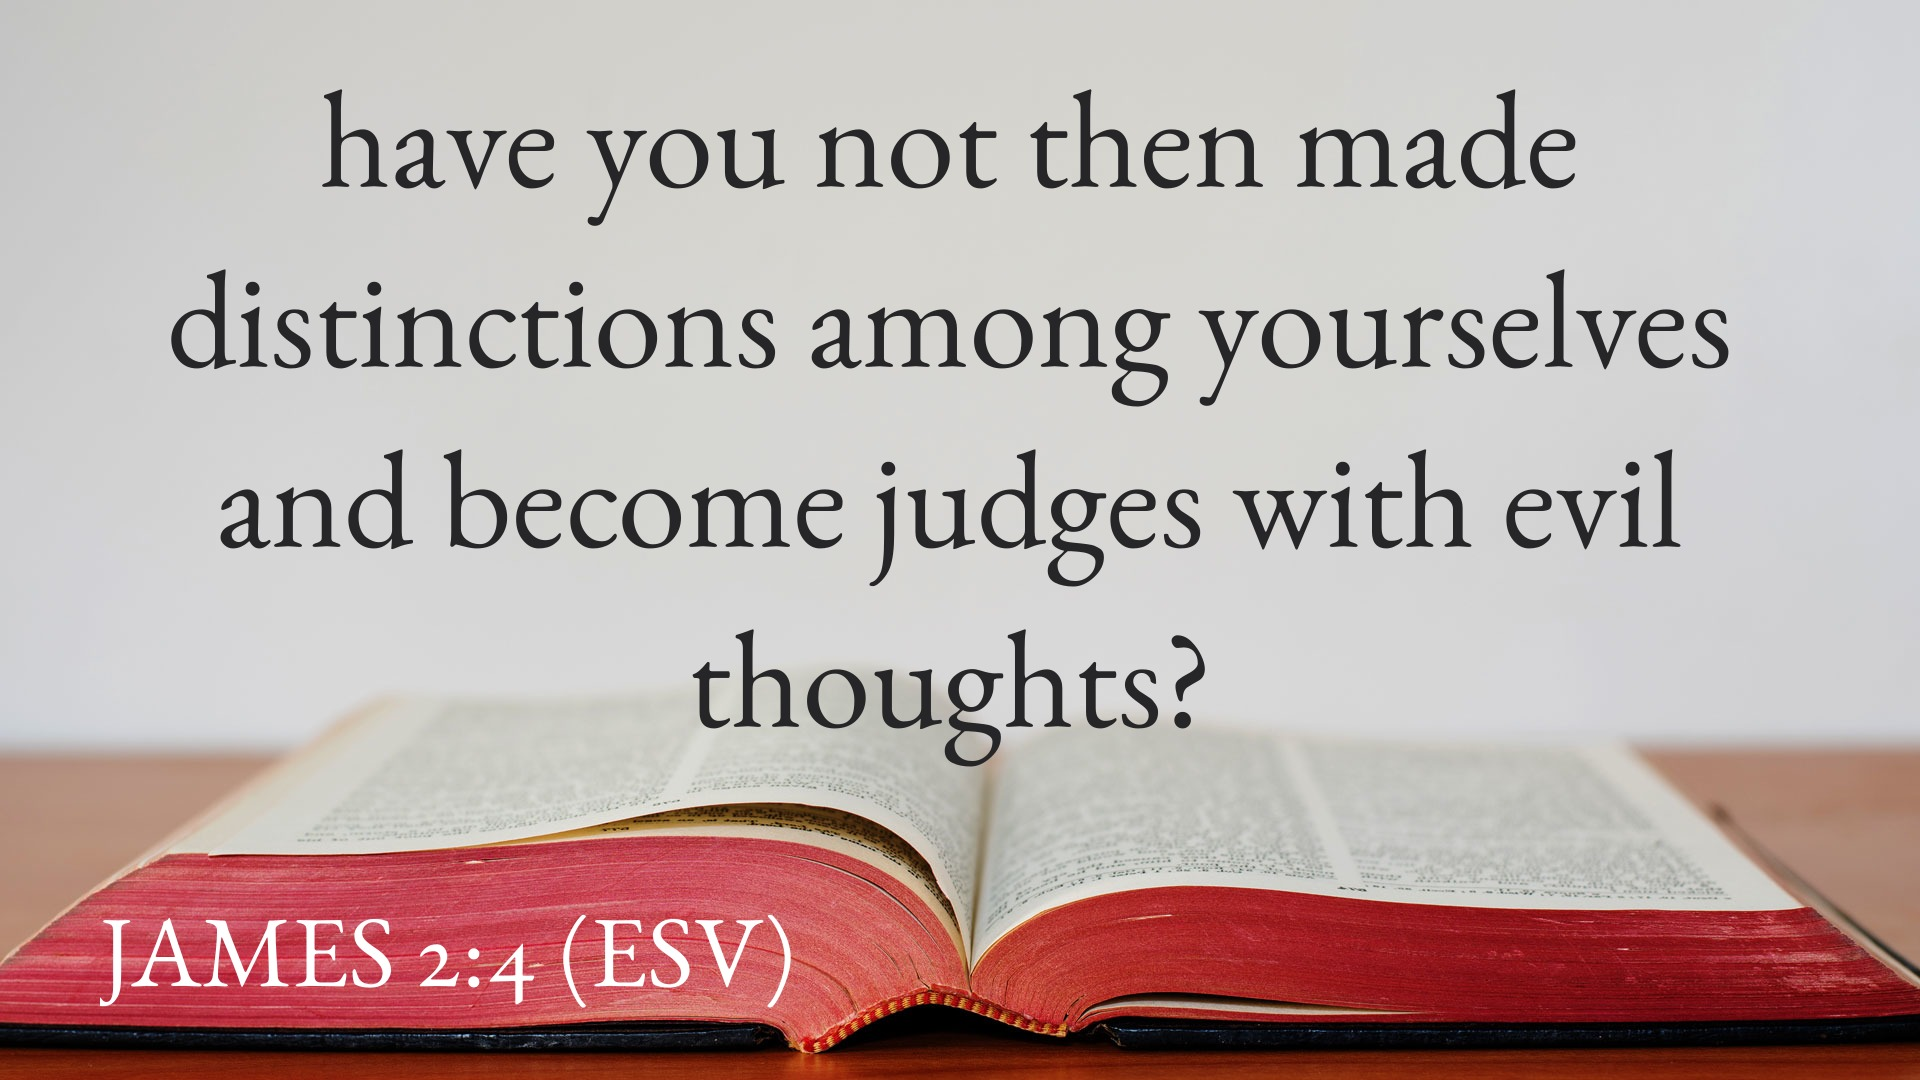 have you not then made
distinctions among yourselves
and become judges with evil
thoughts?
JAMES 2:4 (ESV)